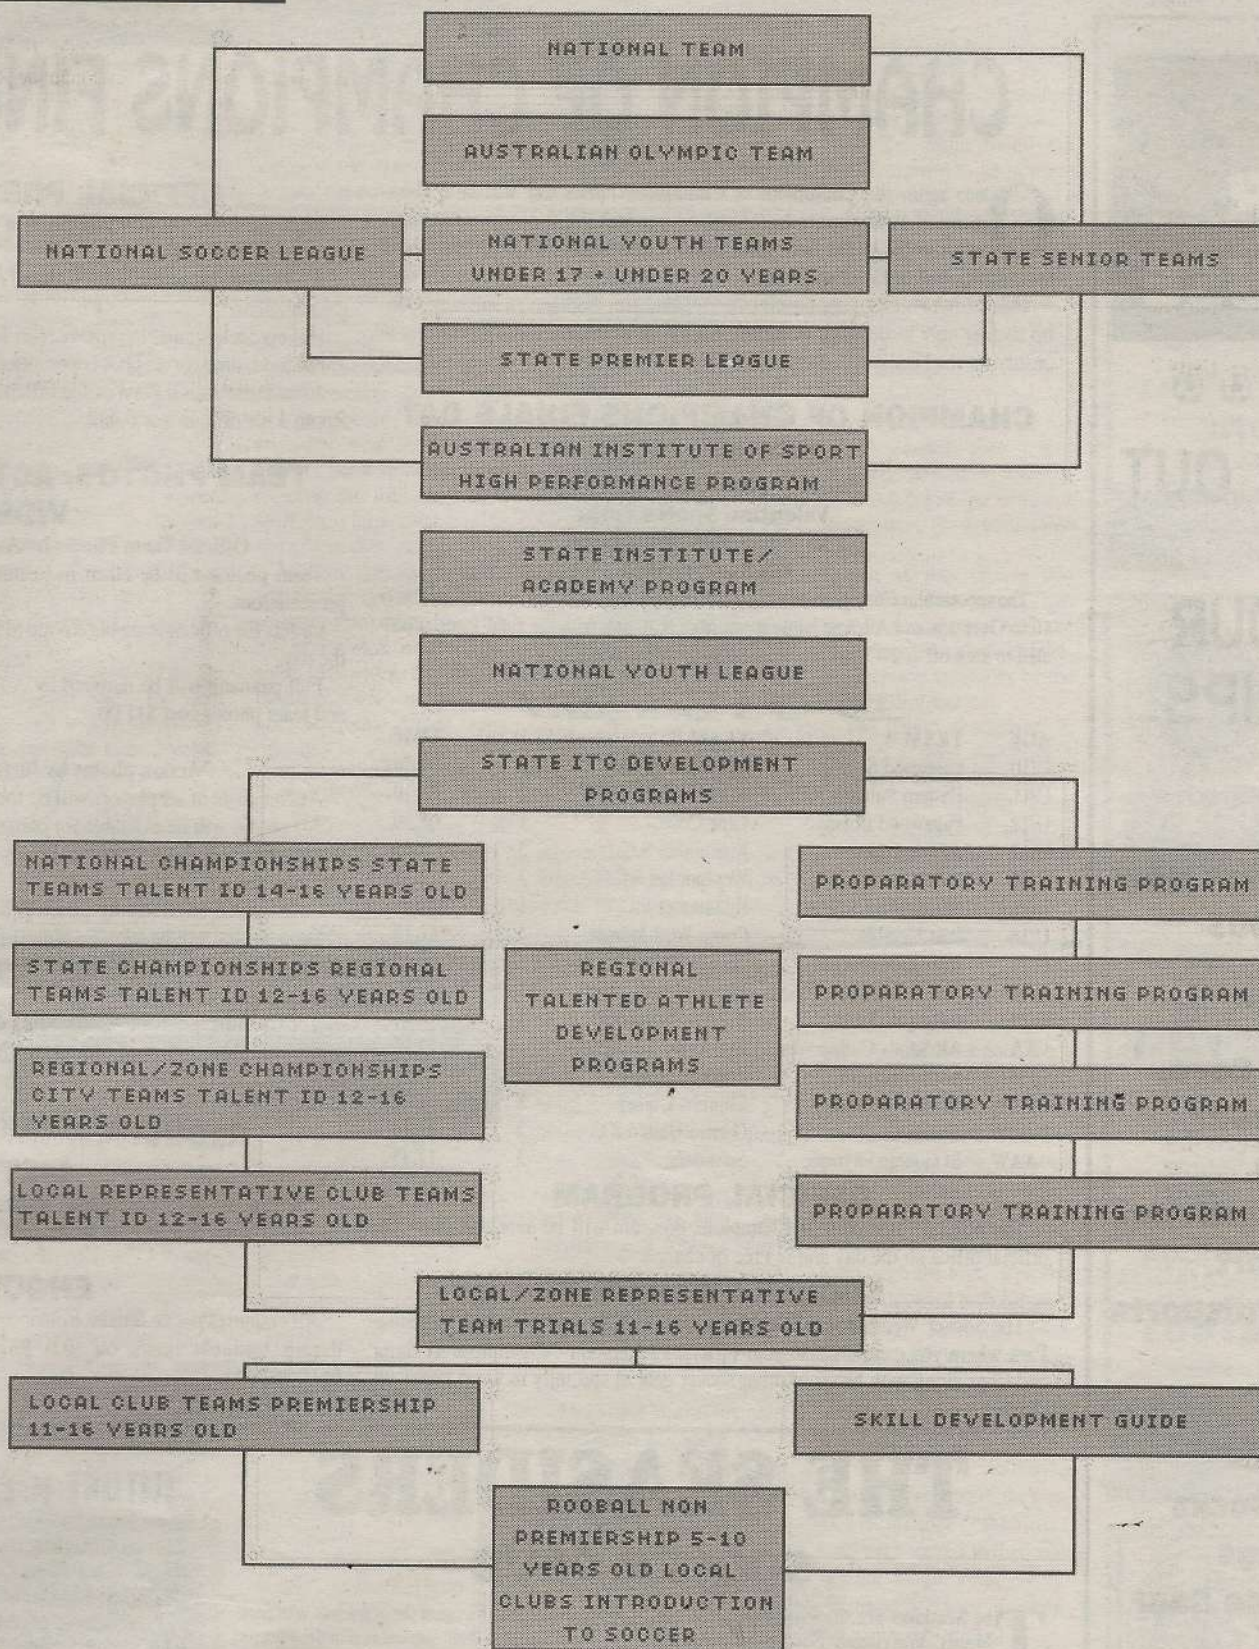 NATIONAL TEAM
AUSTRALIAN OLYMPIC TEAM
NATIONAL SOCCER LEAGUE
NATIONAL YOUTH TEAMS
UNDER 17 + UNDER 20 YEARS
STATE SENIOR TEAMS
STATE PREMIER LEAGUE
AUSTRALIAN INSTITUTE OF SPORT
HIGH PERFORMANCE PROGRAM
STATE INSTITUTE/
ACADEMY PROGRAM
NATIONAL YOUTH LEAGUE
STATE ITC DEVELOPMENT
PROGRAMS
NATIONAL CHAMPIONSHIPS STATE
TEAMS TALENT ID 14-16 YEARS OLD
PROPARATORY TRAINING PROGRAM
STATE CHAMPIONSHIPS REGIONAL
TEAMS TALENT ID 12-16 YEARS OLD
REGIONAL
TALENTED ATHLETE
DEVELOPMENT
PROGRAMS
PROPARATORY TRAINING PROGRAM
REGIONAL/ZONE CHAMPIONSHIPS
CITY TEAMS TALENT ID 12-16
YEARS OLD
PROPARATORY TRAINING PROGRAM
LOCAL REPRESENTATIVE CLUB TEAMS
TALENT ID 12-16 YEARS OLD
PROPARATORY TRAINING PROGRAM
LOCAL/ZONE REPRESENTATIVE
TEAM TRIALS 11-16 YEARS OLD
LOCAL CLUB TEAMS PREMIERSHIP
11-16 YEARS OLD
SKILL DEVELOPMENT GUIDE
ROOBALL NON
PREMIERSHIP 5-10
YEARS OLD LOCAL
CLUBS INTRODUCTION
TO SOCCER